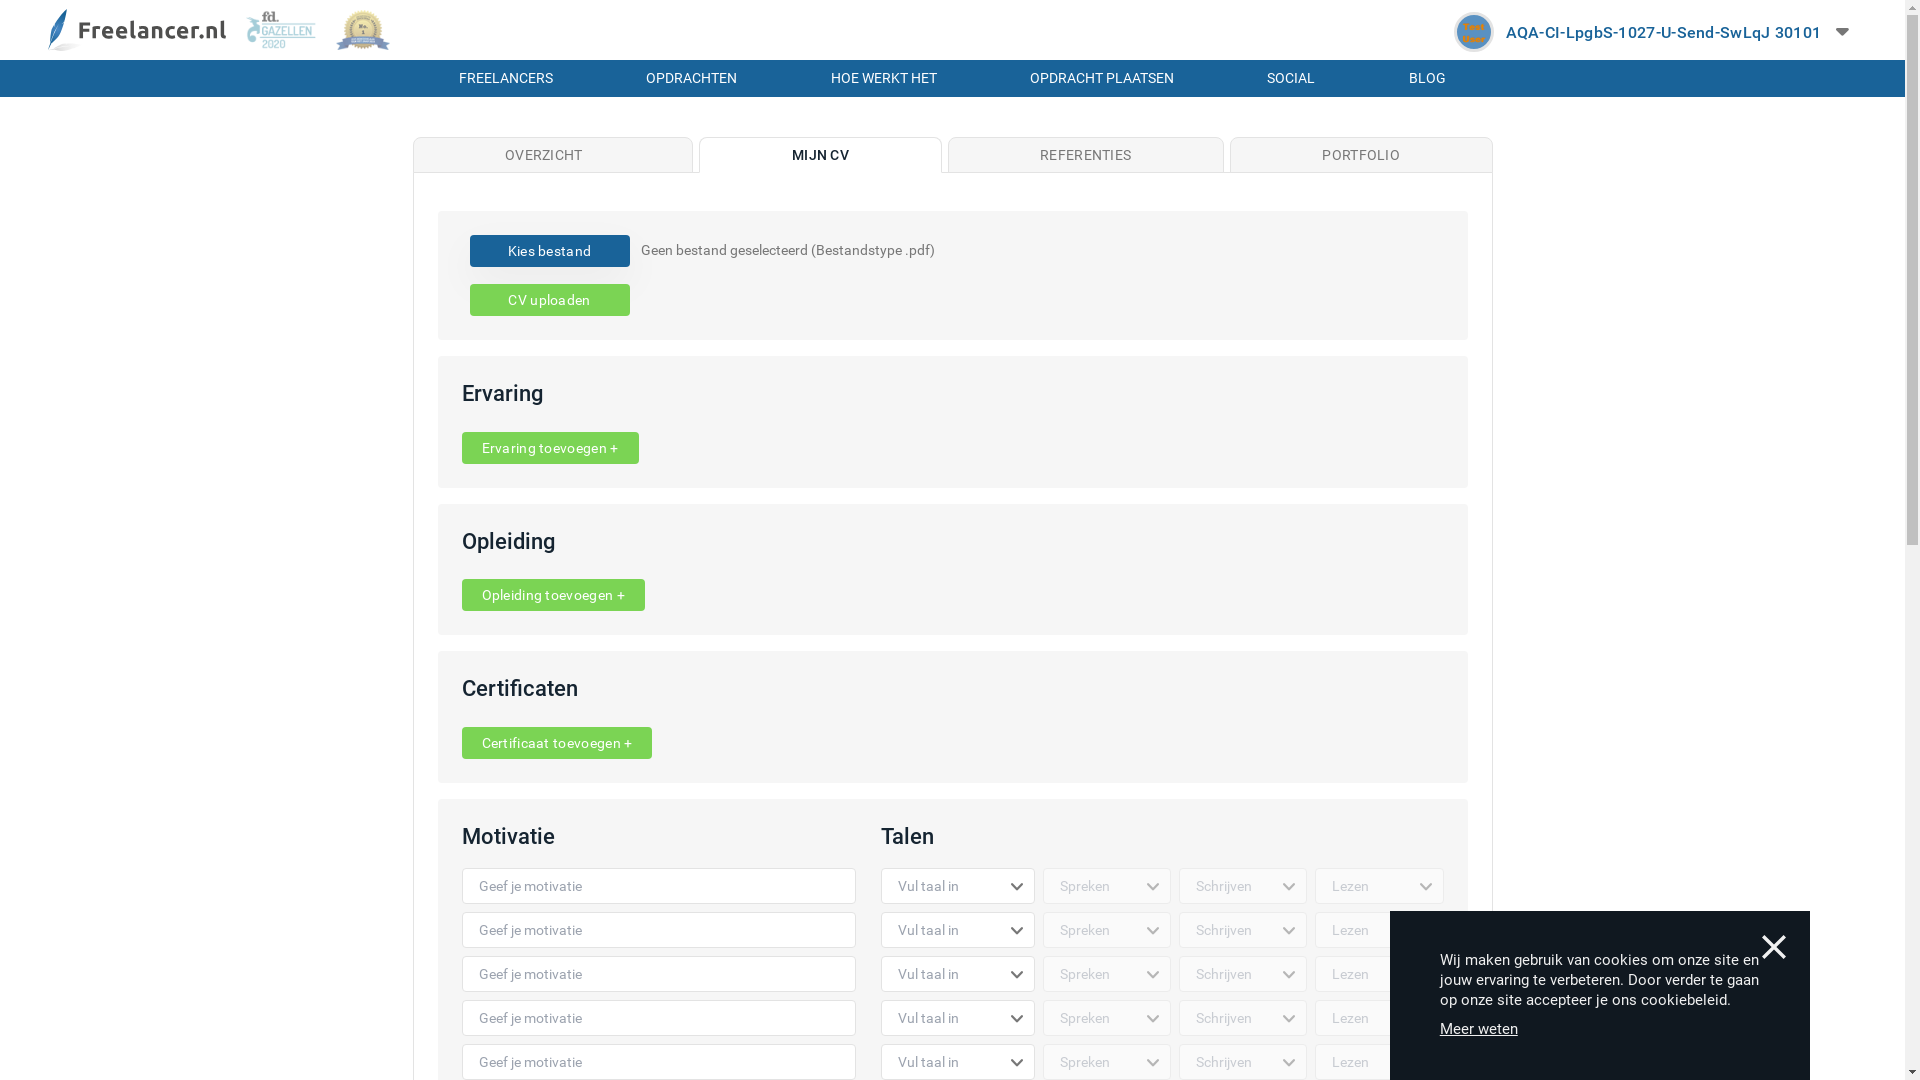 Freelancer.nl
fd.
GAZELLEN
2020
No.
1
Test
User
AQA-CI-LpgbS-1027-U-Send-SwLqJ 30101
FREELANCERS OPDRACHTEN HOE WERKT HET OPDRACHT PLAATSEN SOCIAL BLOG
OVERZICHT MIJN CV REFERENTIES PORTFOLIO
Kies bestand Geen bestand geselecteerd (Bestandstype .pdf)
CV uploaden
Ervaring
Ervaring toevoegen +
Opleiding
Opleiding toevoegen +
Certificaten
Certificaat toevoegen +
Motivatie Talen
Geef je motivatie Vul taal in Spreken Schrijven Lezen
Geef je motivatie Vul taal in Spreken Schrijven Lezen
Geef je motivatie Vul taal in Spreken Schrijven Lezen
Geef je motivatie Vul taal in Spreken Schrijven Lezen
Geef je motivatie Vul taal in Spreken Schrijven Lezen
Wij maken gebruik van cookies om onze site en
jouw ervaring te verbeteren. Door verder te gaan
op onze site accepteer je ons cookiebeleid.
Meer weten